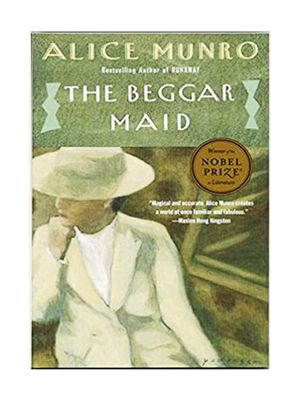 ALICE MUNRO
Bestselling Author of RUNAWAY
THE BEGGAR
MAID
Winner of the
NOBEL
PRIZE
in Literature
"Magical and accurate. Alice Munro creates
a world at once familiar and fabulous."
—Maxine Hong Kingston